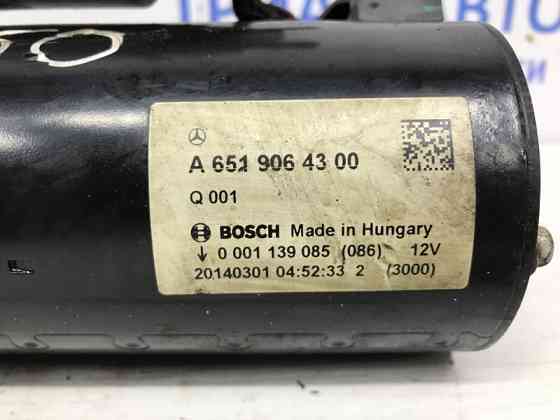 A 651 906 43 00
Q 001
BOSCH Made in Hungary
↓ 0 001 139 085 (086) 12V
20140301 04:52:33 2 (3000)